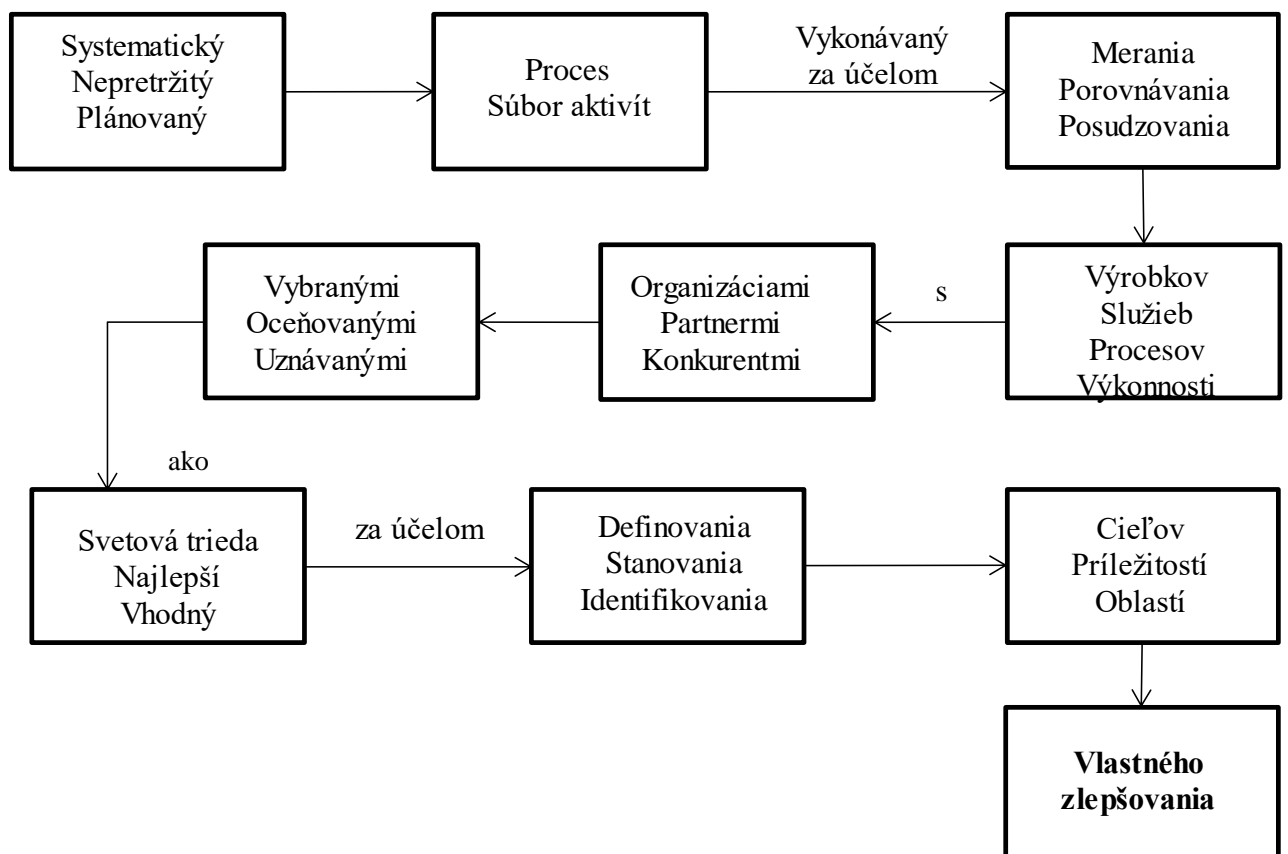 Systematický
Nepretržitý
Plánovaný
Proces
Súbor aktivít
Vykonávaný
za účelom
Merania
Porovnávania
Posudzovania
Výrobkov
Služieb
Procesov
Výkonnosti
s
Organizáciami
Partnermi
Konkurentmi
Vybranými
Oceňovanými
Uznávanými
ako
Svetová trieda
Najlepší
Vhodný
za účelom
Definovania
Stanovania
Identifikovania
Cieľov
Príležitostí
Oblastí
Vlastného
zlepšovania